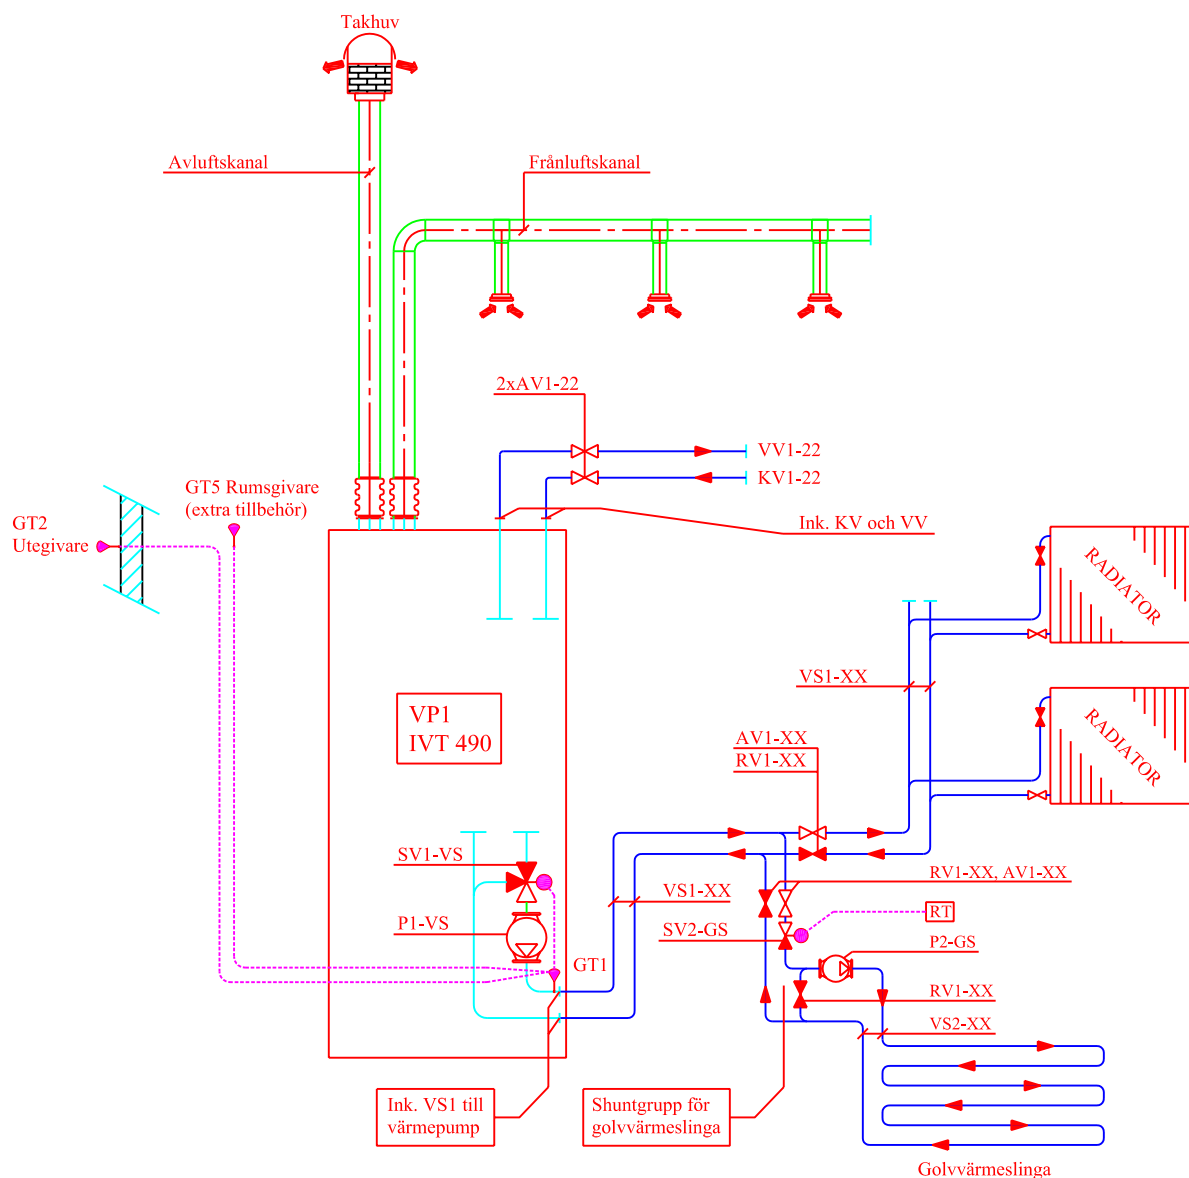 Takhuv
Avluftskanal
Frånluftskanal
2xAV1-22
VV1-22
KV1-22
GT5 Rumsgivare
(extra tillbehör)
GT2
Utegivare
Ink. KV och VV
RADIATOR
VS1-XX
RADIATOR
VP1
IVT 490
AV1-XX
RV1-XX
SV1-VS
VS1-XX
RV1-XX, AV1-XX
P1-VS
SV2-GS
RT
P2-GS
GT1
RV1-XX
VS2-XX
Ink. VS1 till
värmepump
Shuntgrupp för
golvvärmeslinga
Golvvärmeslinga